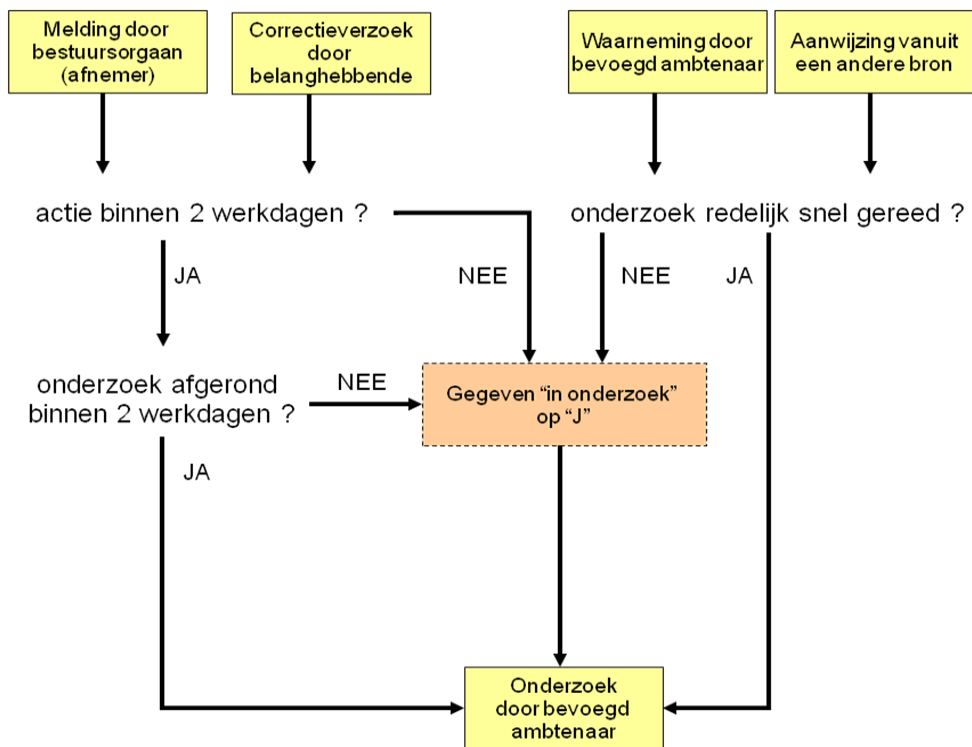 Melding door
bestuursorgaan
(afnemer)
Correctieverzoek
door
belanghebbende
Waarneming door
bevoegd ambtenaar
Aanwijzing vanuit
een andere bron
actie binnen 2 werkdagen ?
onderzoek redelijk snel gereed ?
JA
NEE
NEE
JA
onderzoek afgerond
binnen 2 werkdagen ?
NEE
Gegeven “in onderzoek”
op “J”
JA
Onderzoek
door bevoegd
ambtenaar